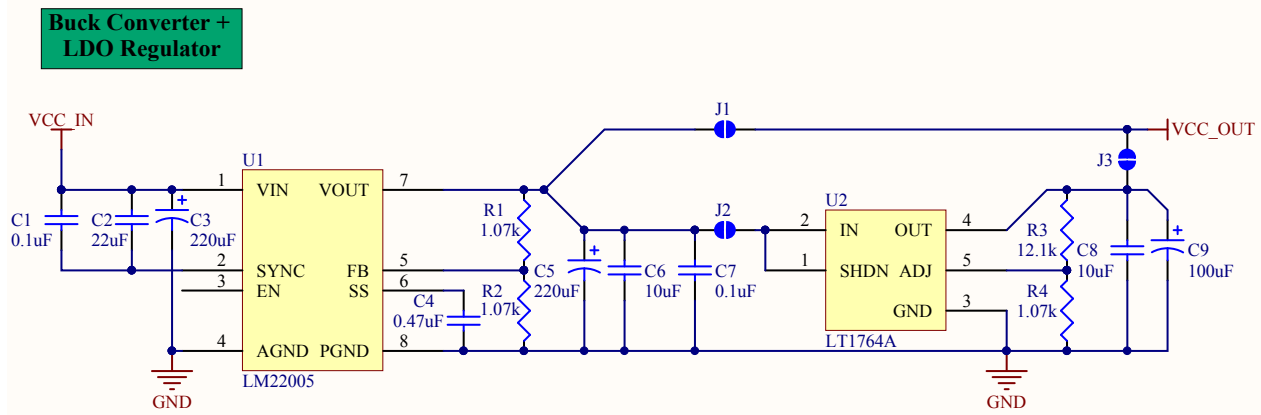 Buck Converter +
LDO Regulator
VCC_IN
J1
VCC_OUT
J3
U1
1
VIN
VOUT
7
C1
0.1uF
C2
22uF
+
C3
220uF
R1
1.07k
J2
U2
2
IN
OUT
4
R3
12.1k
2
SYNC
FB
5
3
EN
SS
6
C4
0.47uF
R2
1.07k
+
C5
220uF
C6
10uF
C7
0.1uF
1
SHDN
ADJ
5
C8
10uF
+
C9
100uF
R4
1.07k
GND
3
4
AGND
PGND
8
LM22005
LT1764A
GND
GND